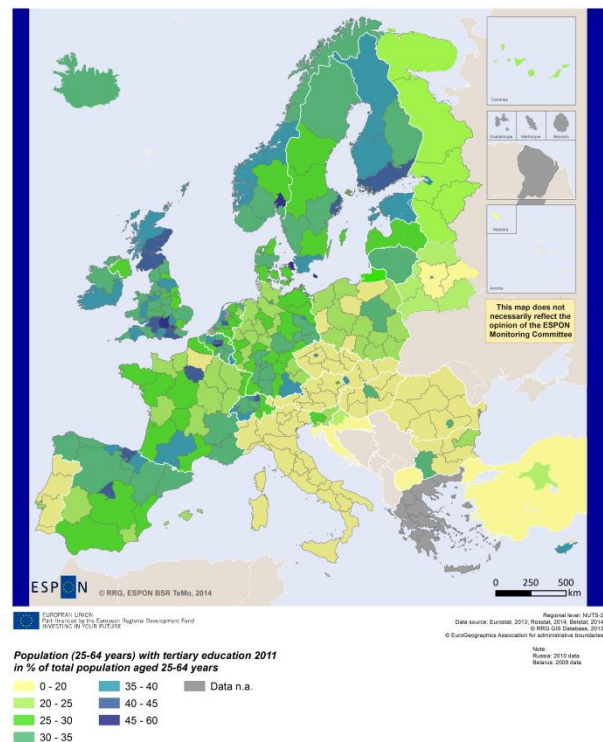 Canarias
Guadeloupe Martinique Réunion
Madeira
Azores
This map does not
necessarily reflect the
opinion of the ESPON
Monitoring Committee
ESPON
© RRG, ESPON BSR TeMo, 2014
0 250 500
km
EUROPEAN UNION
Part-financed by the European Regional Development Fund
INVESTING IN YOUR FUTURE
Regional level: NUTS-2
Data source: Eurostat, 2013; Rosstat, 2014; Belstat, 2014
© RRG GIS Database, 2013
© EuroGeographics Association for administrative boundaries
Note:
Russia: 2010 data
Belarus: 2009 data
Population (25-64 years) with tertiary education 2011
in % of total population aged 25-64 years
0 - 20
20 - 25
25 - 30
30 - 35
35 - 40
40 - 45
45 - 60
Data n.a.